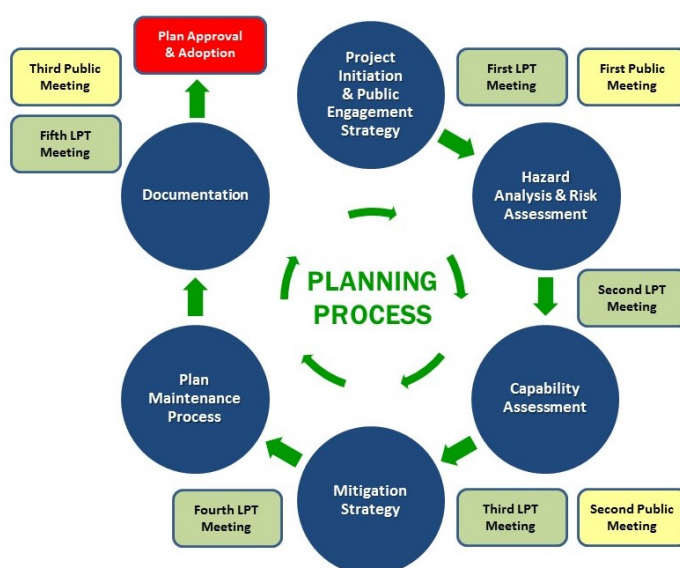 Plan Approval
& Adoption
Third Public
Meeting
Fifth LPT
Meeting
Project
Initiation
& Public
Engagement
Strategy
First LPT
Meeting
First Public
Meeting
Documentation
Hazard
Analysis & Risk
Assessment
PLANNING
PROCESS
Second LPT
Meeting
Plan
Maintenance
Process
Capability
Assessment
Fourth LPT
Meeting
Mitigation
Strategy
Third LPT
Meeting
Second Public
Meeting